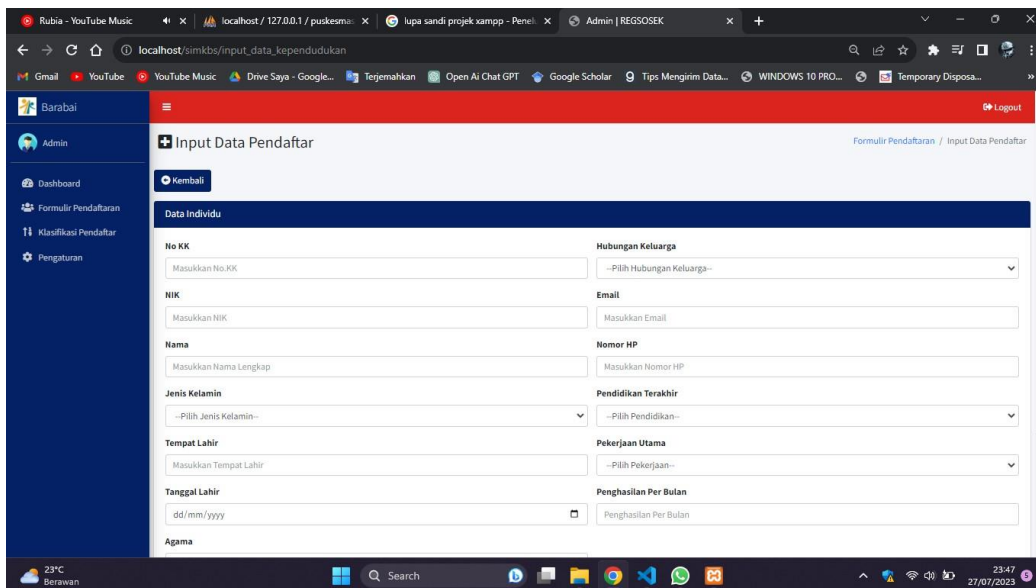 Rubia - YouTube Music
localhost / 127.0.0.1 / puskesmas
lupa sandi projek xampp - Penelu
Admin | REGSOSEK
localhost/simkbs/input_data_kependudukan
Gmail YouTube YouTube Music Drive Saya - Google... Terjemahkan Open Ai Chat GPT Google Scholar Tips Mengirim Data... WINDOWS 10 PRO... Temporary Disposa... »
Barabai
Logout
Admin
Input Data Pendaftar
Formulir Pendaftaran / Input Data Pendaftar
Dashboard
Formulir Pendaftaran
Klasifikasi Pendaftar
Pengaturan
Kembali
Data Individu
No KK
Masukkan No.KK
Hubungan Keluarga
--Pilih Hubungan Keluarga--
NIK
Masukkan NIK
Email
Masukkan Email
Nama
Masukkan Nama Lengkap
Nomor HP
Masukkan Nomor HP
Jenis Kelamin
--Pilih Jenis Kelamin--
Pendidikan Terakhir
--Pilih Pendidikan--
Tempat Lahir
Masukkan Tempat Lahir
Pekerjaan Utama
--Pilih Pekerjaan--
Tanggal Lahir
dd/mm/yyyy
Penghasilan Per Bulan
Penghasilan Per Bulan
Agama
23°C
Berawan
Search
23:47
27/07/2023